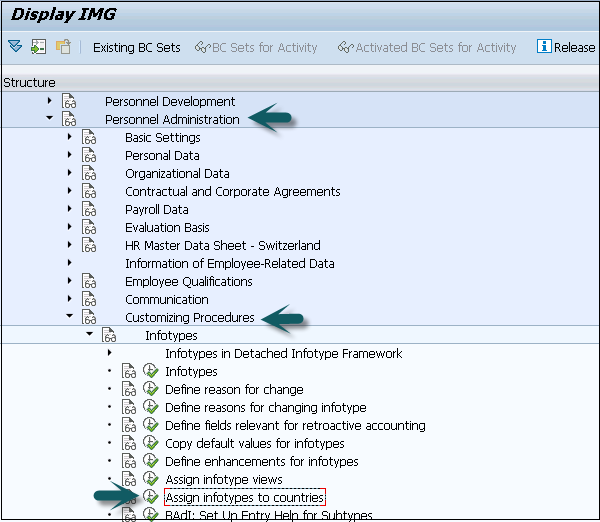 Display IMG
Existing BC Sets BC Sets for Activity Activated BC Sets for Activity Release
Structure
Personnel Development
Personnel Administration
Basic Settings
Personal Data
Organizational Data
Contractual and Corporate Agreements
Payroll Data
Evaluation Basis
HR Master Data Sheet - Switzerland
Information of Employee-Related Data
Employee Qualifications
Communication
Customizing Procedures
Infotypes
Infotypes in Detached Infotype Framework
Infotypes
Define reason for change
Define reasons for changing infotype
Define fields relevant for retroactive accounting
Copy default values for infotypes
Define enhancements for infotypes
Assign infotype views
Assign infotypes to countries
BAdI: Set Up Entry Help for Subtypes